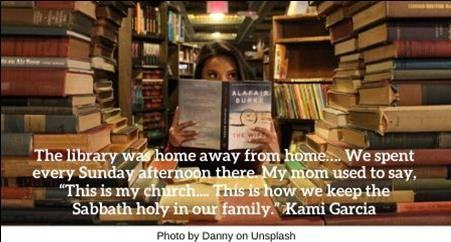 ALAFAIR
BURKE
THE WIFE
The library was home away from home.... We spent
every Sunday afternoon there. My mom used to say,
“This is my church.... This is how we keep the
Sabbath holy in our family.” Kami Garcia
Photo by Danny on Unsplash